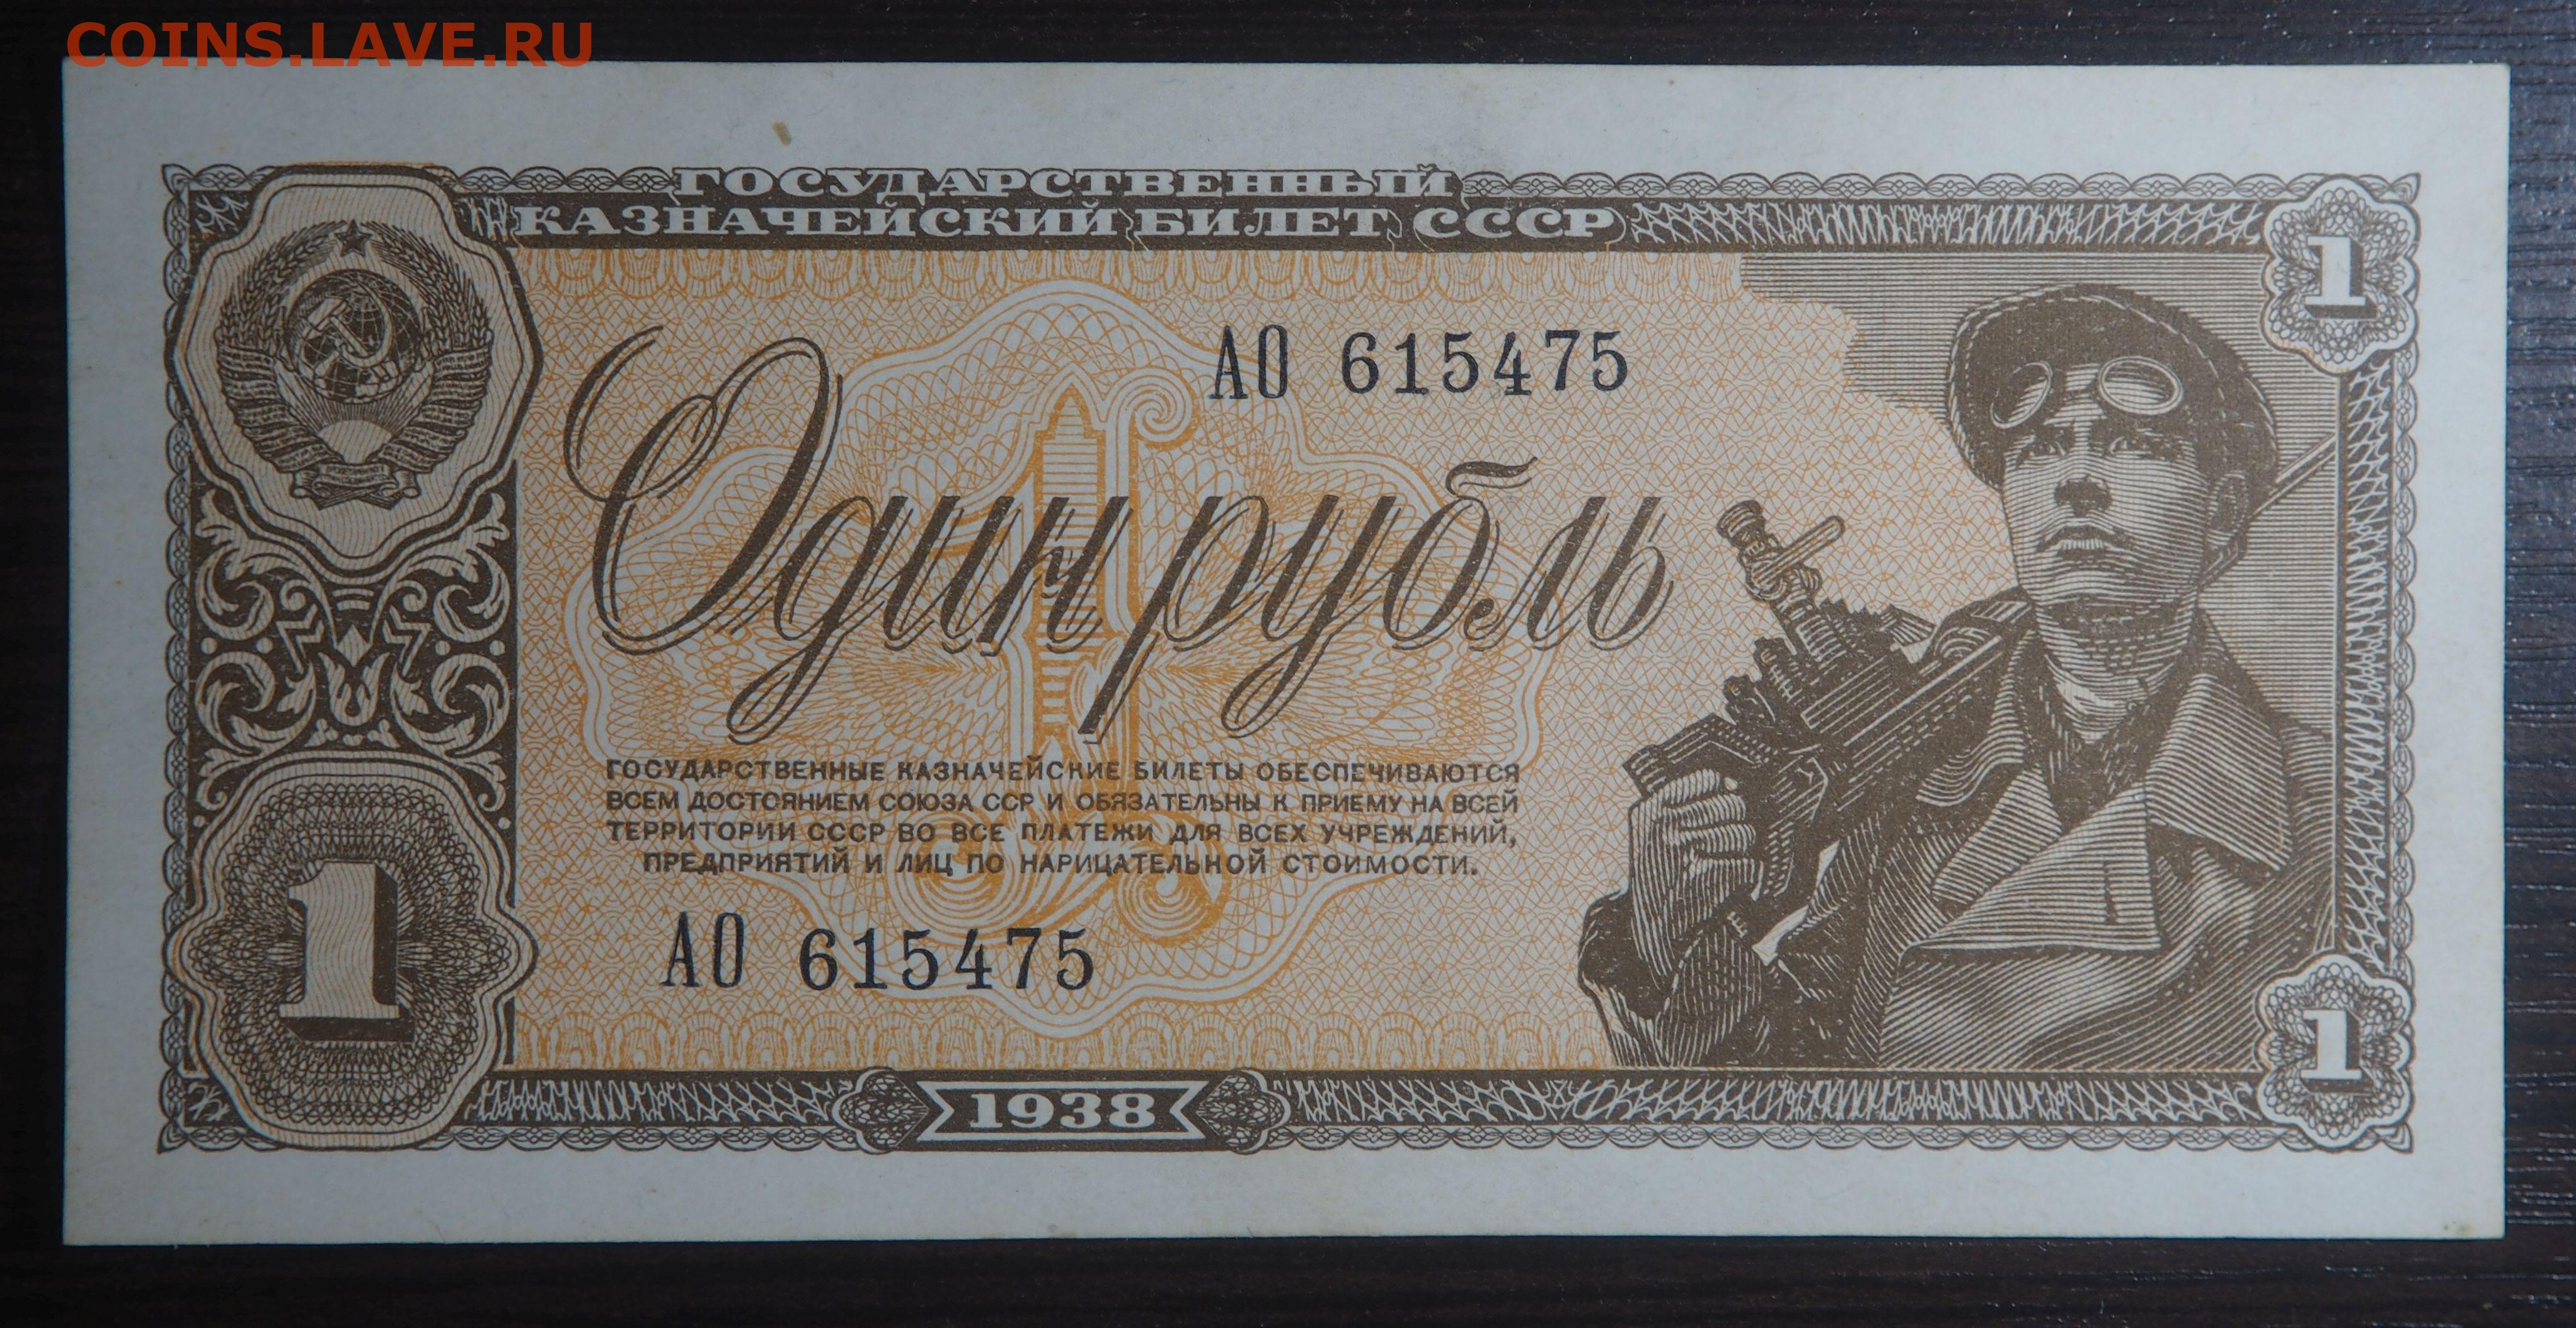 COINS.LAVE.RU
ГОСУДАРСТВЕННЫЙ
КАЗНАЧЕЙСКИЙ БИЛЕТ СССР
1
АО 615475
Один рубль
ГОСУДАРСТВЕННЫЕ КАЗНАЧЕЙСКИЕ БИЛЕТЫ ОБЕСПЕЧИВАЮТСЯ
ВСЕМ ДОСТОЯНИЕМ СОЮЗА ССР И ОБЯЗАТЕЛЬНЫ К ПРИЕМУ НА ВСЕЙ
ТЕРРИТОРИИ СССР ВО ВСЕ ПЛАТЕЖИ ДЛЯ ВСЕХ УЧРЕЖДЕНИЙ,
ПРЕДПРИЯТИЙ И ЛИЦ ПО НАРИЦАТЕЛЬНОЙ СТОИМОСТИ.
1
АО 615475
1
1
1938